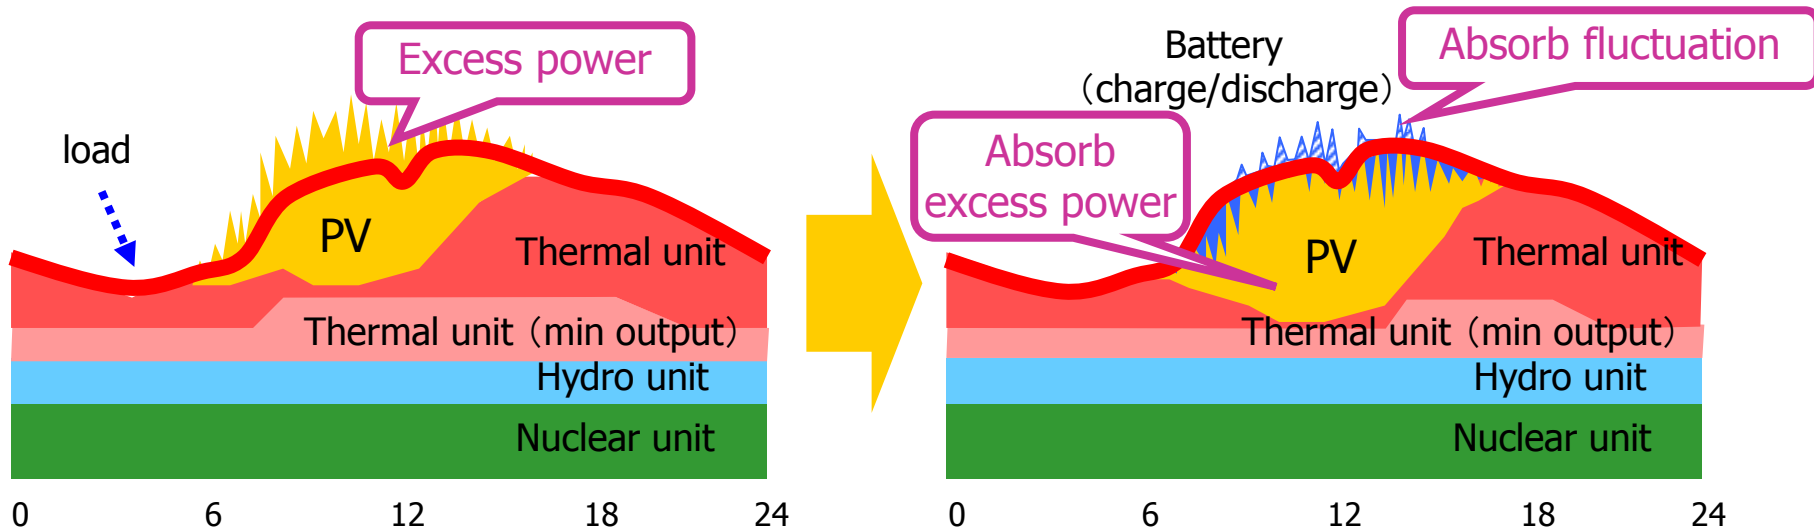 Excess power
load
PV
Thermal unit
Thermal unit（min output）
Hydro unit
Nuclear unit
0 6 12 18 24
Battery
（charge/discharge）
Absorb fluctuation
Absorb
excess power
PV
Thermal unit
Thermal unit（min output）
Hydro unit
Nuclear unit
0 6 12 18 24